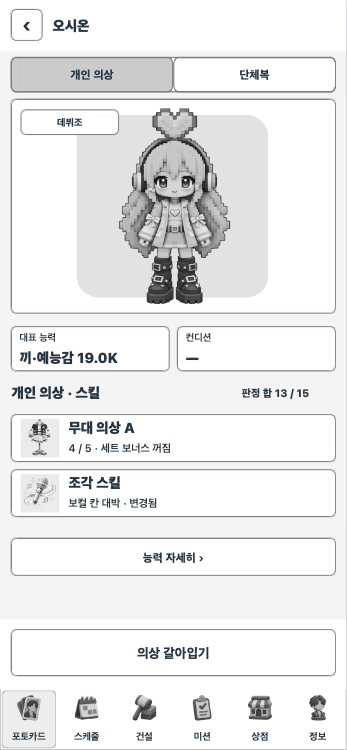 오시온
개인 의상
단체복
데뷔조
대표 능력
끼·예능감 19.0K
컨디션
—
개인 의상 · 스킬
판정 합 13 / 15
무대 의상 A
4 / 5 · 세트 보너스 꺼짐
조각 스킬
보컬 칸 대박 · 변경됨
능력 자세히 ›
의상 갈아입기
포토카드
스케줄
건설
미션
상점
정보